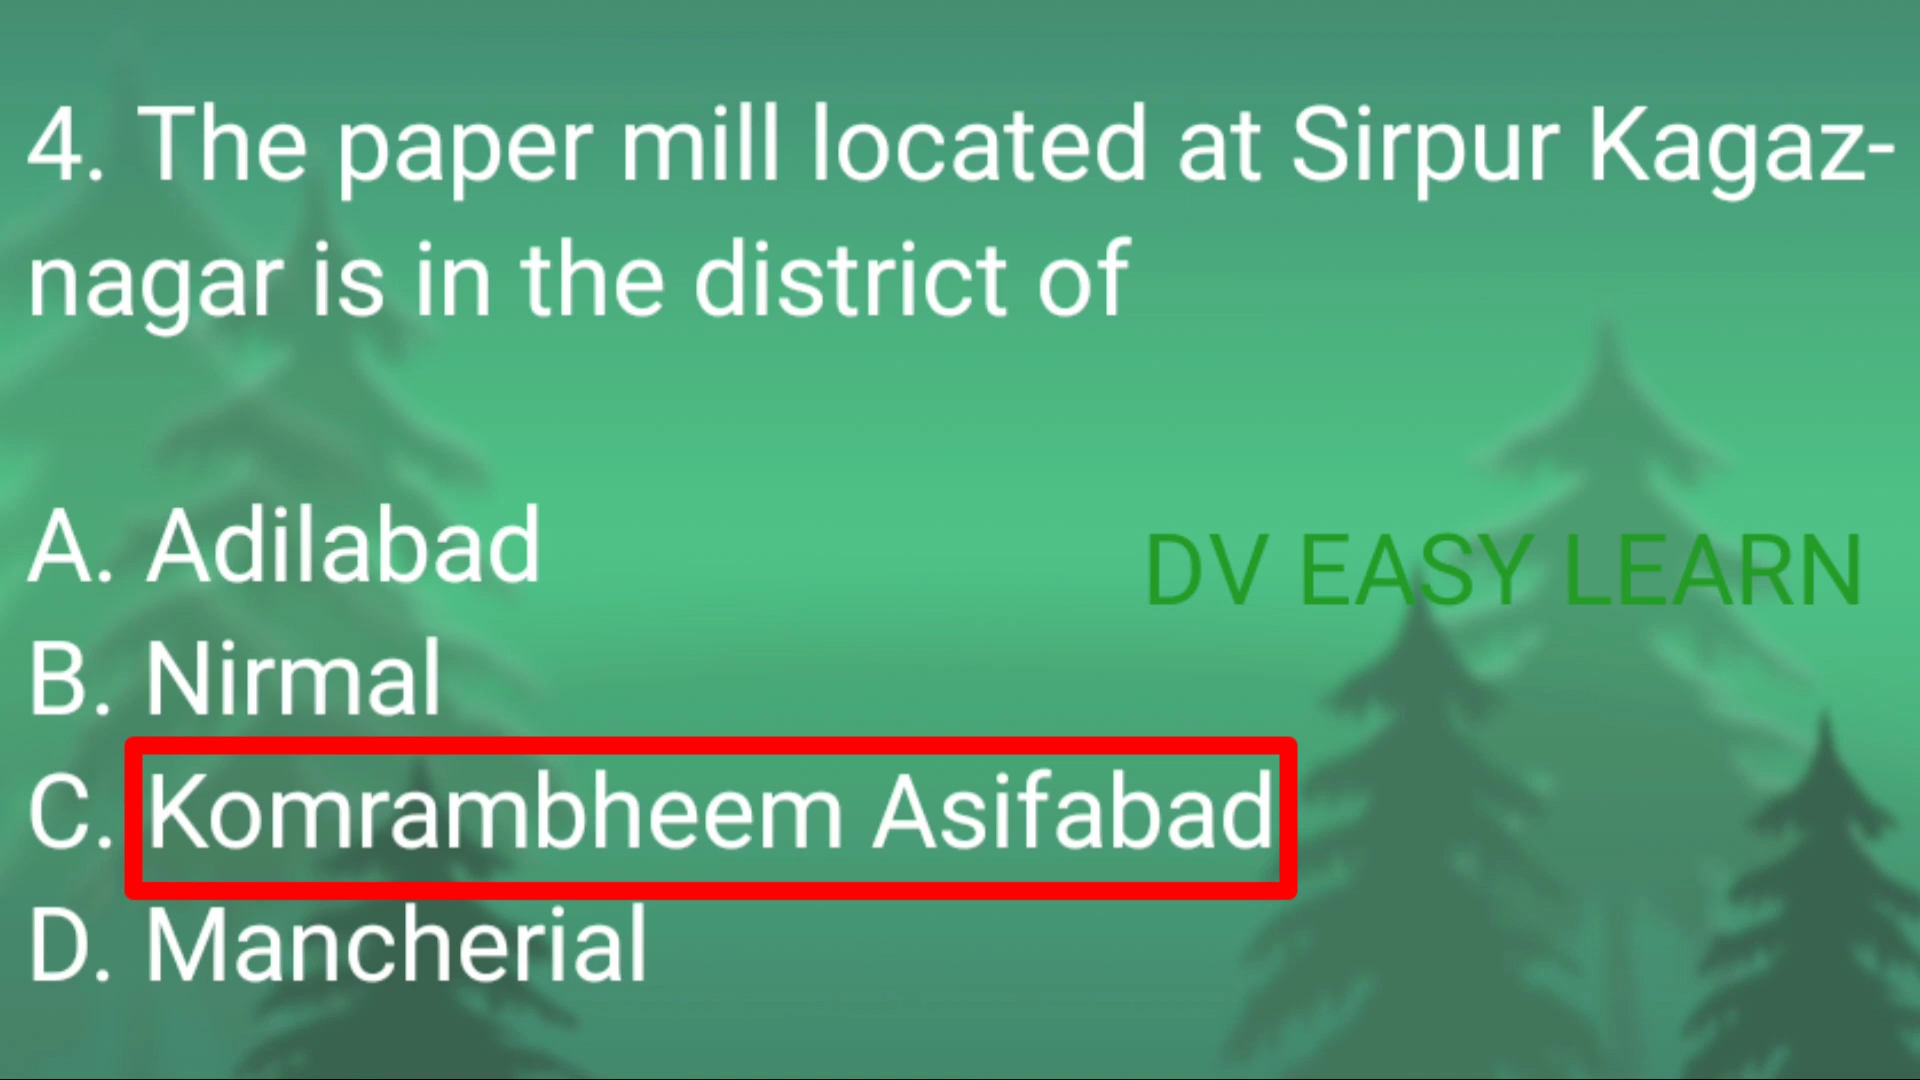 4. The paper mill located at Sirpur Kagaz-
nagar is in the district of
A. Adilabad
DV EASY LEARN
B. Nirmal
C. Komrambheem Asifabad
D. Mancherial